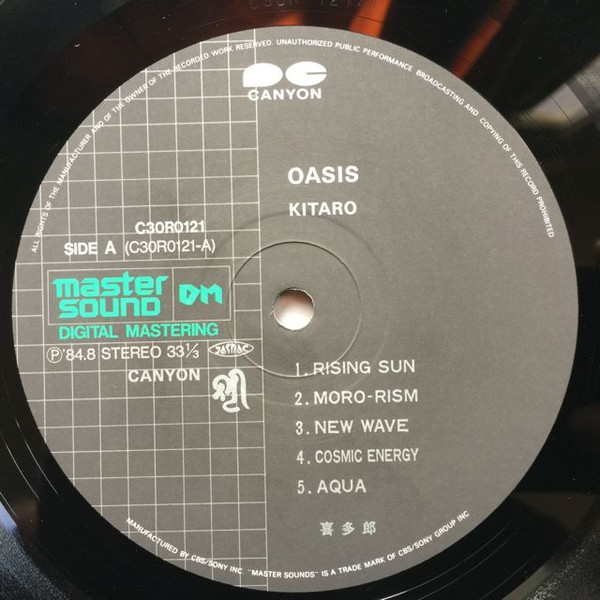 ALL RIGHTS OF THE MANUFACTURER AND OF THE OWNER OF THE RECORDED WORK RESERVED. UNAUTHORIZED PUBLIC PERFORMANCE BROADCASTING AND COPYING OF THIS RECORD PROHIBITED
CANYON
OASIS
KITARO
C30R0121
SIDE A (C30R0121-A)
master
sound DM
DIGITAL MASTERING
Ⓟ'84.8 STEREO 33⅓
CANYON
1. RISING SUN
2. MORO-RISM
3. NEW WAVE
4. COSMIC ENERGY
5. AQUA
喜多郎
MANUFACTURED BY CBS/SONY INC. "MASTER SOUNDS" IS A TRADE MARK OF CBS/SONY GROUP INC